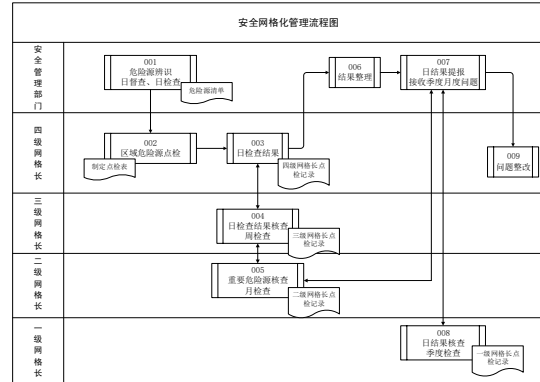 安全网格化管理流程图
安全管理部门
001
危险源辨识
日督查、日检查
危险源清单
006
结果整理
007
日结果提报
接收季度月度问题
四级网格长
002
区域危险源点检
制定点检表
003
日检查结果
四级网格长点
检记录
009
问题整改
三级网格长
004
日检查结果核查
周检查
三级网格长点
检记录
二级网格长
005
重要危险源核查
月检查
二级网格长点
检记录
一级网格长
008
日结果核查
季度检查
一级网格长点
检记录